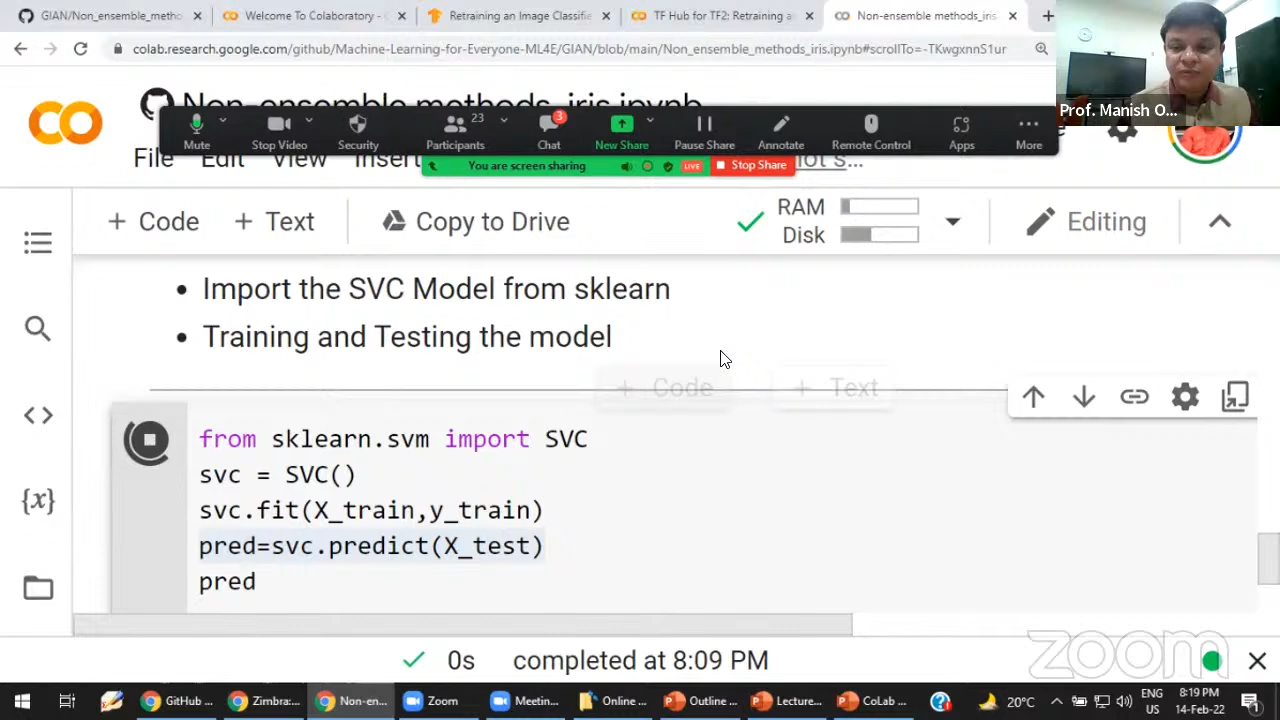 GIAN/Non_ensemble_metho
Welcome To Colaboratory -
Retraining an Image Classifie
TF Hub for TF2: Retraining a
Non-ensemble methods_iris
colab.research.google.com/github/Machine-Learning-for-Everyone-ML4E/GIAN/blob/main/Non_ensemble_methods_iris.ipynb#scrollTo=-TKwgxnnS1ur
Prof. Manish O...
Non-ensemble methods_iris.ipynb
Mute
Stop Video
Security
23
Participants
3
Chat
New Share
Pause Share
Annotate
Remote Control
Apps
More
You are screen sharing
LIVE
Stop Share
File Edit View Insert
+ Code + Text
Copy to Drive
RAM
Disk
Editing
• Import the SVC Model from sklearn
• Training and Testing the model
+ Code + Text
from sklearn.svm import SVC
svc = SVC()
svc.fit(X_train,y_train)
pred=svc.predict(X_test)
pred
{x}
0s completed at 8:09 PM
zoom
GitHub ...
Zimbra:...
Non-en...
Zoom
Meetin...
Online ...
Outline ...
Lecture...
CoLab ...
20°C
ENG
US
8:19 PM
14-Feb-22
1